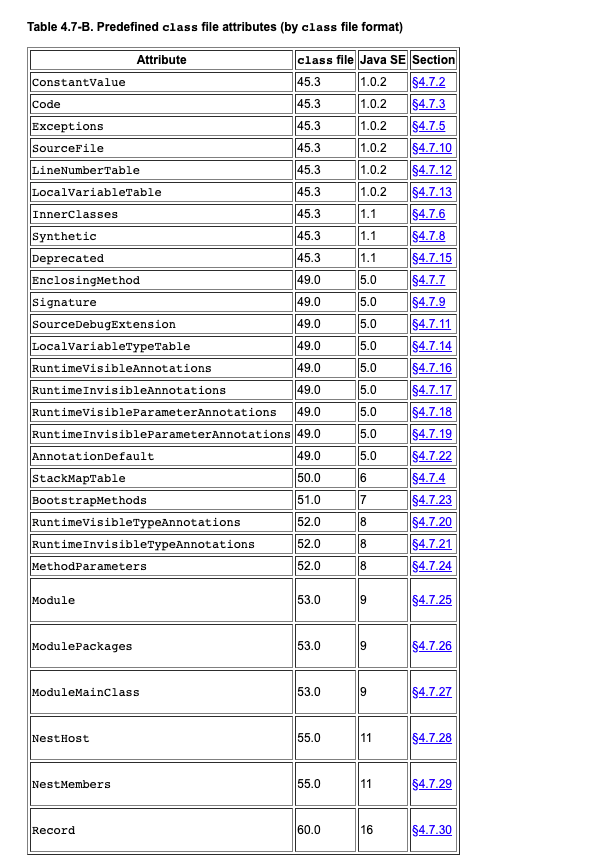 Table 4.7-B. Predefined class file attributes (by class file format)
Attribute class file Java SE Section
ConstantValue 45.3 1.0.2 §4.7.2
Code 45.3 1.0.2 §4.7.3
Exceptions 45.3 1.0.2 §4.7.5
SourceFile 45.3 1.0.2 §4.7.10
LineNumberTable 45.3 1.0.2 §4.7.12
LocalVariableTable 45.3 1.0.2 §4.7.13
InnerClasses 45.3 1.1 §4.7.6
Synthetic 45.3 1.1 §4.7.8
Deprecated 45.3 1.1 §4.7.15
EnclosingMethod 49.0 5.0 §4.7.7
Signature 49.0 5.0 §4.7.9
SourceDebugExtension 49.0 5.0 §4.7.11
LocalVariableTypeTable 49.0 5.0 §4.7.14
RuntimeVisibleAnnotations 49.0 5.0 §4.7.16
RuntimeInvisibleAnnotations 49.0 5.0 §4.7.17
RuntimeVisibleParameterAnnotations 49.0 5.0 §4.7.18
RuntimeInvisibleParameterAnnotations 49.0 5.0 §4.7.19
AnnotationDefault 49.0 5.0 §4.7.22
StackMapTable 50.0 6 §4.7.4
BootstrapMethods 51.0 7 §4.7.23
RuntimeVisibleTypeAnnotations 52.0 8 §4.7.20
RuntimeInvisibleTypeAnnotations 52.0 8 §4.7.21
MethodParameters 52.0 8 §4.7.24
Module 53.0 9 §4.7.25
ModulePackages 53.0 9 §4.7.26
ModuleMainClass 53.0 9 §4.7.27
NestHost 55.0 11 §4.7.28
NestMembers 55.0 11 §4.7.29
Record 60.0 16 §4.7.30